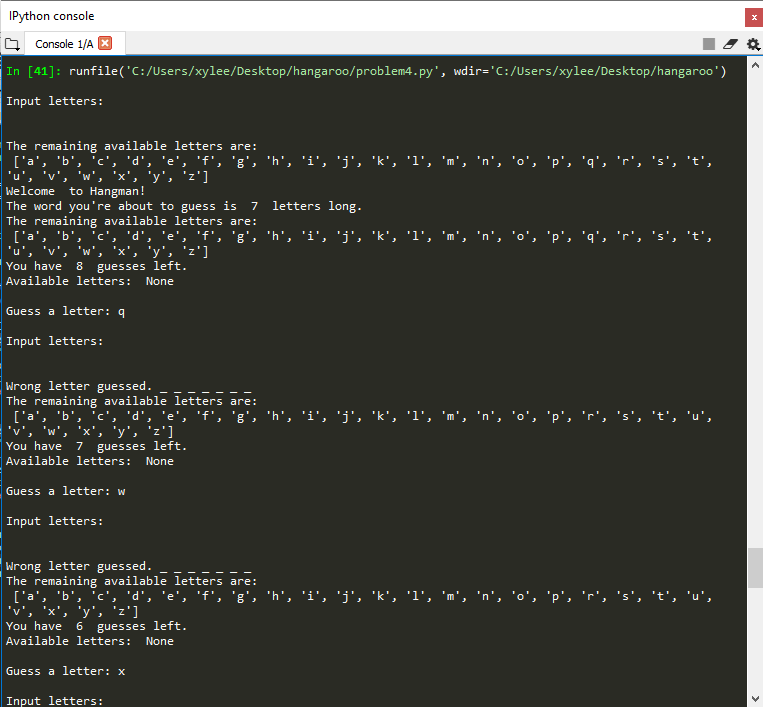 IPython console
x
Console 1/A
In [41]: runfile('C:/Users/xylee/Desktop/hangaroo/problem4.py', wdir='C:/Users/xylee/Desktop/hangaroo')
Input letters:
The remaining available letters are:
['a', 'b', 'c', 'd', 'e', 'f', 'g', 'h', 'i', 'j', 'k', 'l', 'm', 'n', 'o', 'p', 'q', 'r', 's', 't',
'u', 'v', 'w', 'x', 'y', 'z']
Welcome  to Hangman!
The word you're about to guess is  7  letters long.
The remaining available letters are:
['a', 'b', 'c', 'd', 'e', 'f', 'g', 'h', 'i', 'j', 'k', 'l', 'm', 'n', 'o', 'p', 'q', 'r', 's', 't',
'u', 'v', 'w', 'x', 'y', 'z']
You have  8  guesses left.
Available letters:  None
Guess a letter: q
Input letters:
Wrong letter guessed. _ _ _ _ _ _ _
The remaining available letters are:
['a', 'b', 'c', 'd', 'e', 'f', 'g', 'h', 'i', 'j', 'k', 'l', 'm', 'n', 'o', 'p', 'r', 's', 't', 'u',
'v', 'w', 'x', 'y', 'z']
You have  7  guesses left.
Available letters:  None
Guess a letter: w
Input letters:
Wrong letter guessed. _ _ _ _ _ _ _
The remaining available letters are:
['a', 'b', 'c', 'd', 'e', 'f', 'g', 'h', 'i', 'j', 'k', 'l', 'm', 'n', 'o', 'p', 'r', 's', 't', 'u',
'v', 'x', 'y', 'z']
You have  6  guesses left.
Available letters:  None
Guess a letter: x
Input letters: